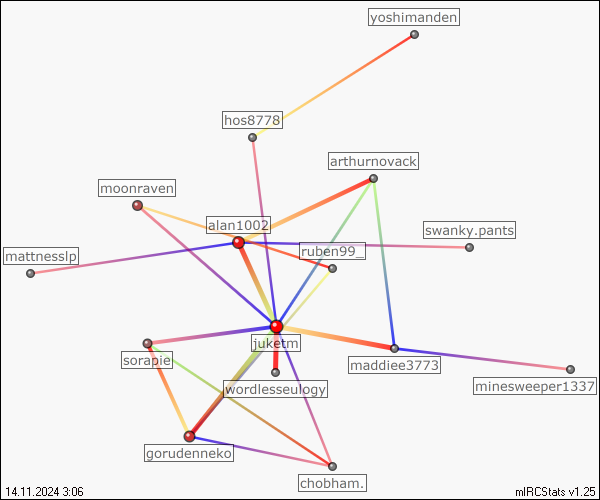 yoshimanden
hos8778
arthurnovack
moonraven
alan1002
swanky.pants
ruben99_
mattnesslp
juketm
sorapie
maddiee3773
wordlesseulogy
minesweeper1337
gorudenneko
chobham.
14.11.2024 3:06
mIRCStats v1.25